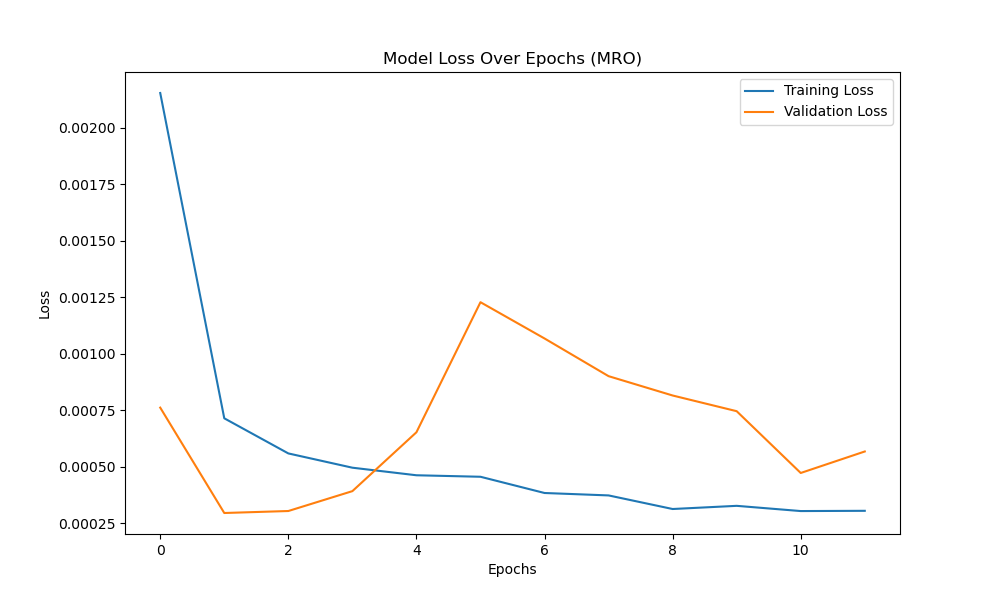 Model Loss Over Epochs (MRO)
Training Loss
Validation Loss
0.00200
0.00175
0.00150
0.00125
0.00100
0.00075
0.00050
0.00025
Loss
0 2 4 6 8 10
Epochs